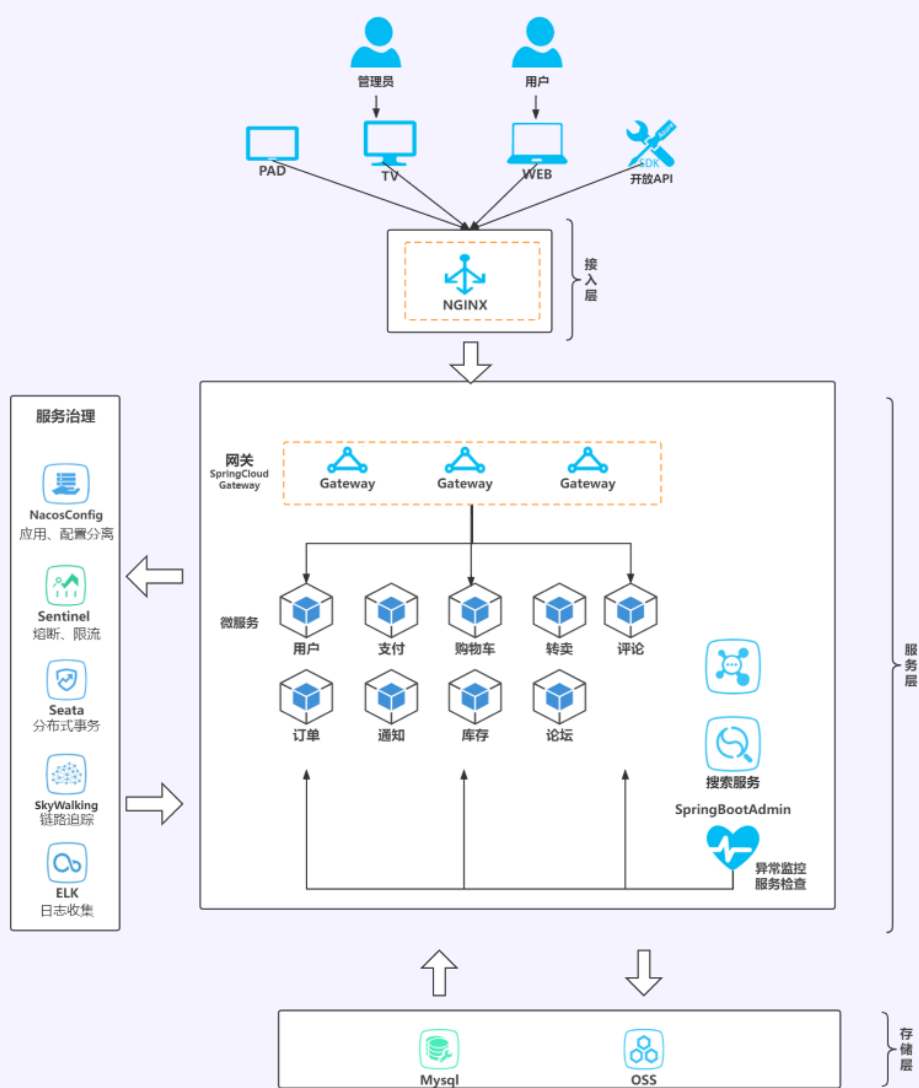 管理员
用户
PAD
TV
WEB
SDK
开放API
NGINX
接入层
服务治理
NacosConfig
应用、配置分离
Sentinel
熔断、限流
Seata
分布式事务
SkyWalking
链路追踪
ELK
日志收集
网关
SpringCloud
Gateway
Gateway
Gateway
Gateway
微服务
用户
支付
购物车
转卖
评论
订单
通知
库存
论坛
搜索服务
SpringBootAdmin
异常监控
服务检查
服务层
Mysql
OSS
存储层